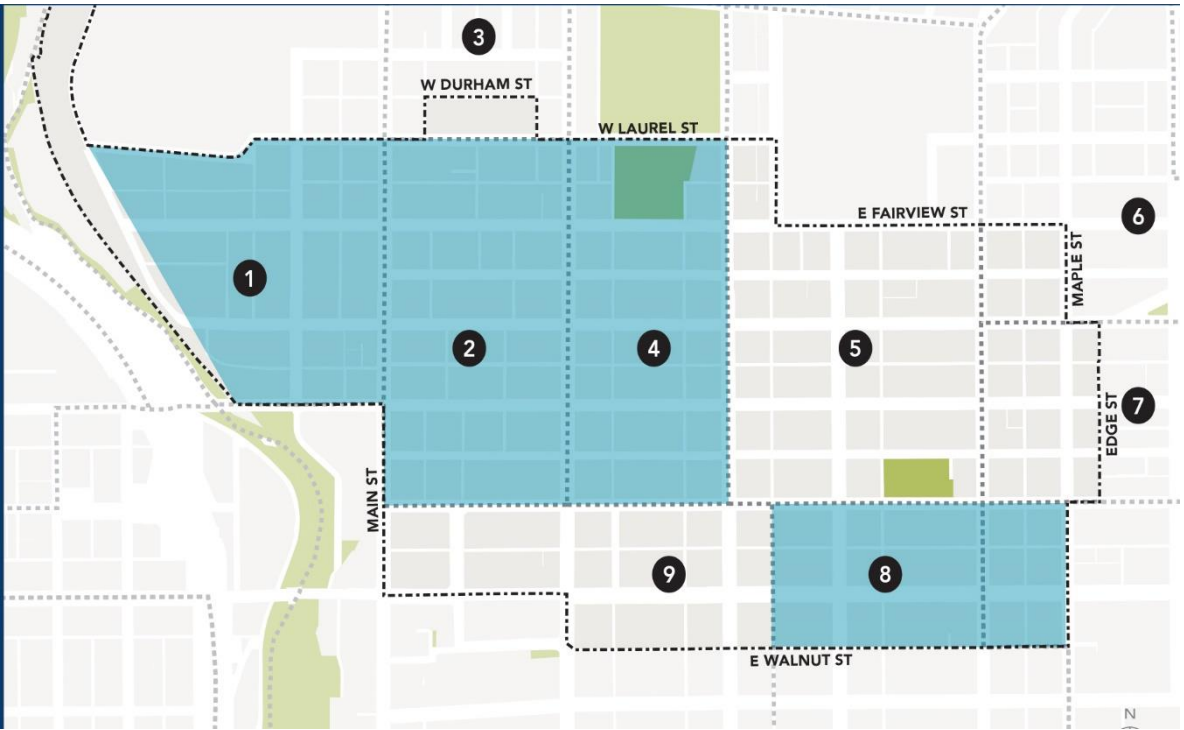 3
W DURHAM ST
W LAUREL ST
E FAIRVIEW ST
6
MAPLE ST
1
2
4
5
7
EDGE ST
MAIN ST
9
8
E WALNUT ST
N